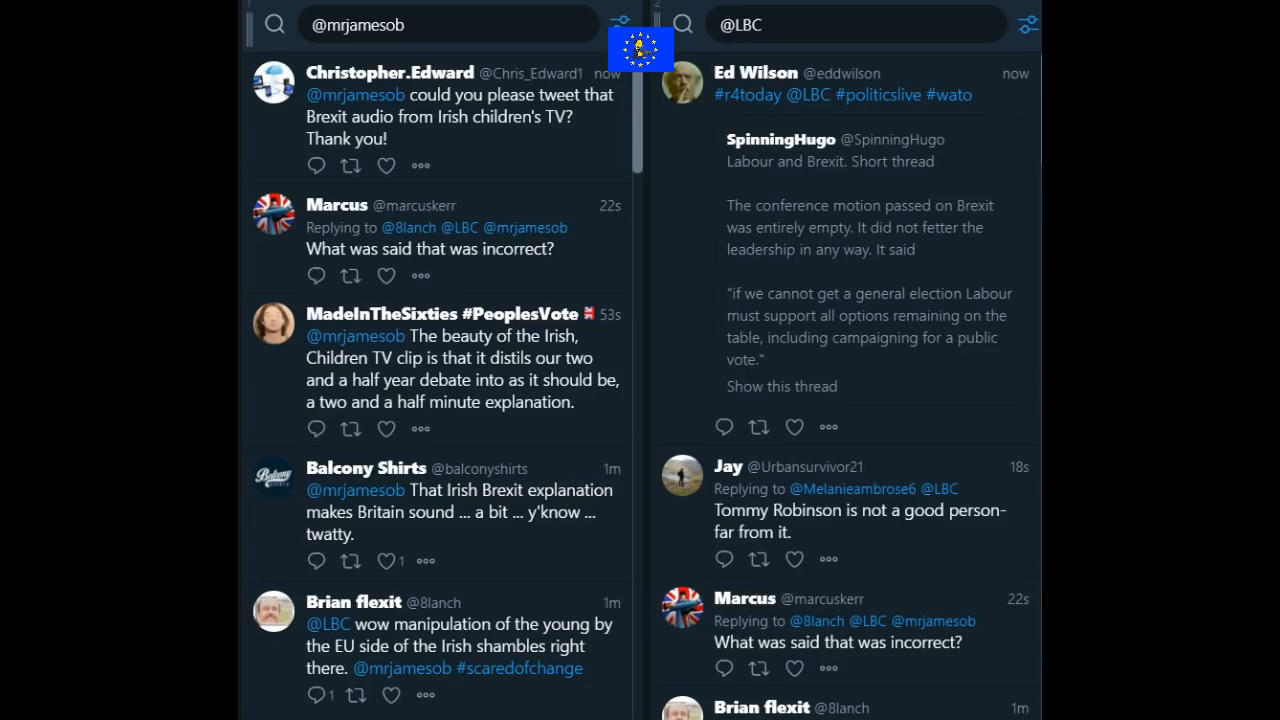 1
@mrjamesob
Christopher.Edward @Chris_Edward1 now
@mrjamesob could you please tweet that
Brexit audio from Irish children's TV?
Thank you!
Marcus @marcuskerr 22s
Replying to @8lanch @LBC @mrjamesob
What was said that was incorrect?
MadeInTheSixties #PeoplesVote 53s
@mrjamesob The beauty of the Irish,
Children TV clip is that it distils our two
and a half year debate into as it should be,
a two and a half minute explanation.
Balcony Shirts @balconyshirts 1m
@mrjamesob That Irish Brexit explanation
makes Britain sound ... a bit ... y'know ...
twatty.
1
Brian flexit @8lanch 1m
@LBC wow manipulation of the young by
the EU side of the Irish shambles right
there. @mrjamesob #scaredofchange
1
2
@LBC
Ed Wilson @eddwilson now
#r4today @LBC #politicslive #wato
SpinningHugo @SpinningHugo
Labour and Brexit. Short thread
The conference motion passed on Brexit
was entirely empty. It did not fetter the
leadership in any way. It said
"if we cannot get a general election Labour
must support all options remaining on the
table, including campaigning for a public
vote."
Show this thread
Jay @Urbansurvivor21 18s
Replying to @Melanieambrose6 @LBC
Tommy Robinson is not a good person-
far from it.
Marcus @marcuskerr 22s
Replying to @8lanch @LBC @mrjamesob
What was said that was incorrect?
Brian flexit @8lanch 1m